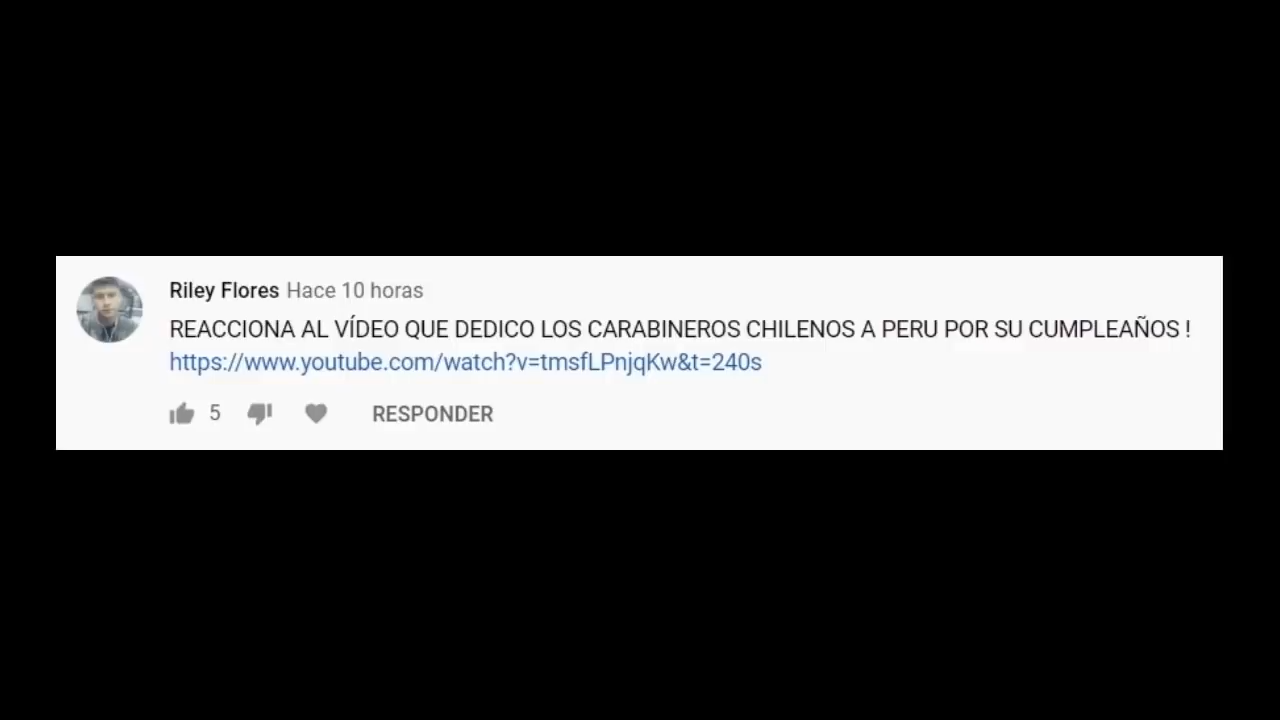 Riley Flores Hace 10 horas
REACCIONA AL VÍDEO QUE DEDICO LOS CARABINEROS CHILENOS A PERU POR SU CUMPLEAÑOS !
https://www.youtube.com/watch?v=tmsfLPnjqKw&t=240s
5 RESPONDER